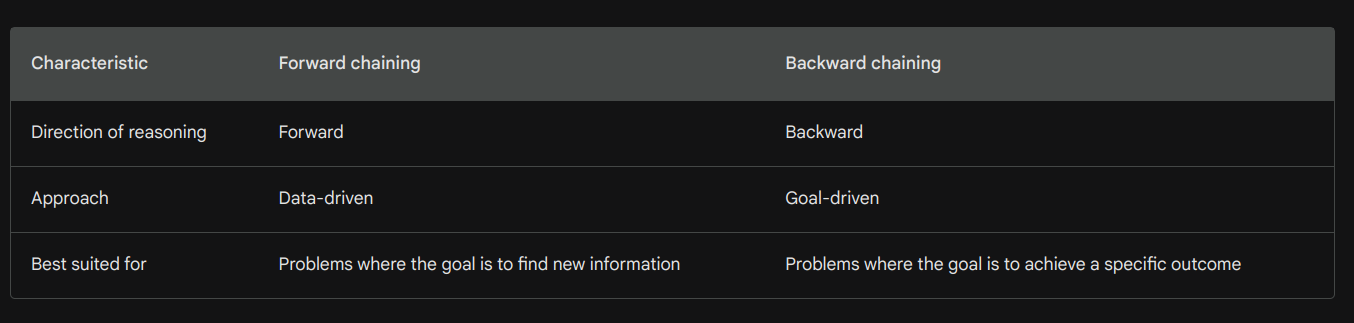 Characteristic Forward chaining Backward chaining
Direction of reasoning Forward Backward
Approach Data-driven Goal-driven
Best suited for Problems where the goal is to find new information Problems where the goal is to achieve a specific outcome